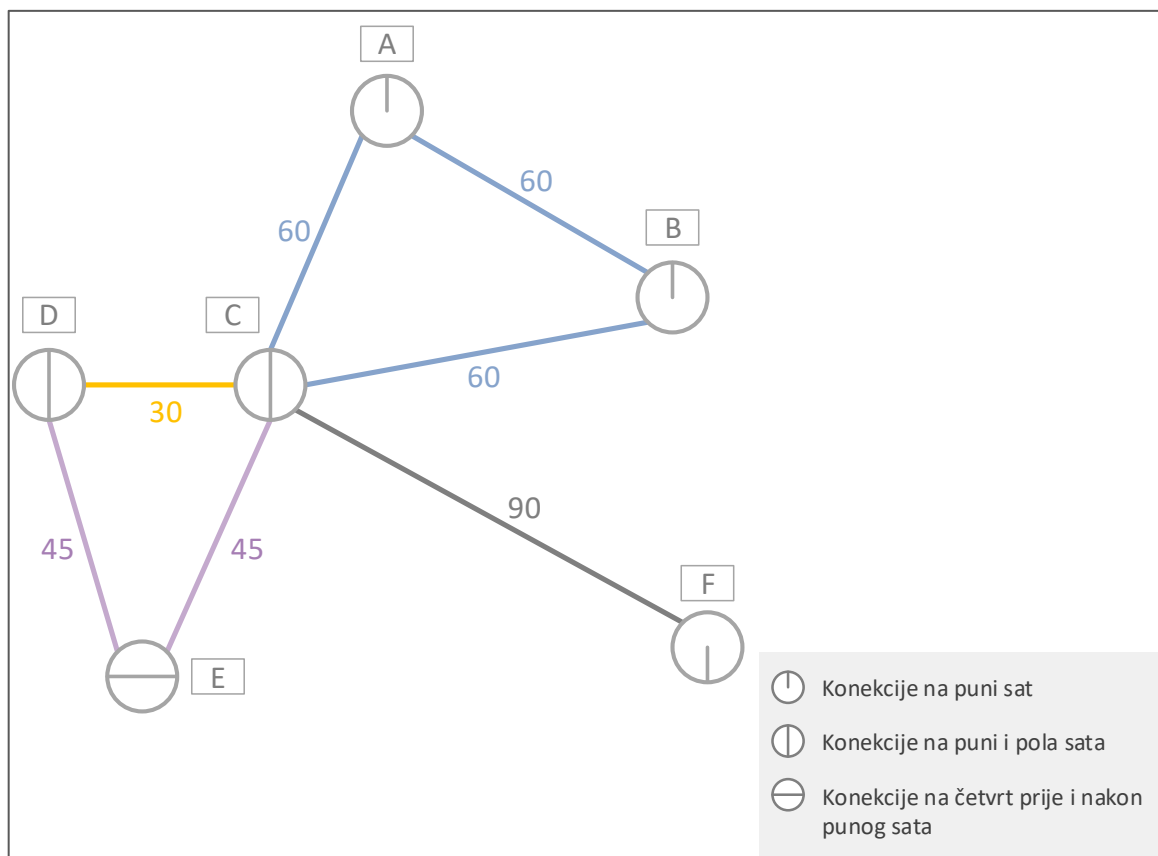 A
60
B
60
D
C
60
30
90
45
45
F
E
Konekcije na puni sat
Konekcije na puni i pola sata
Konekcije na četvrt prije i nakon
punog sata